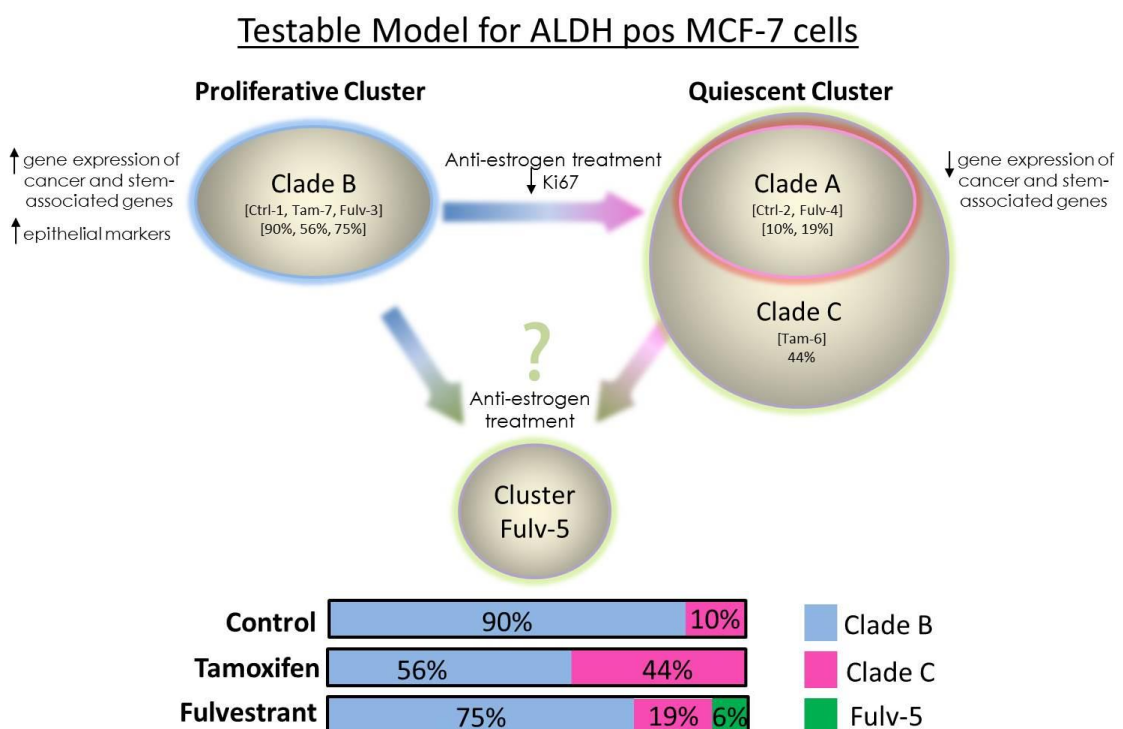 Testable Model for ALDH pos MCF-7 cells
Proliferative Cluster
Quiescent Cluster
↑ gene expression of
cancer and stem-
associated genes
↑ epithelial markers
Clade B
[Ctrl-1, Tam-7, Fulv-3]
[90%, 56%, 75%]
Anti-estrogen treatment
↓ Ki67
Clade A
[Ctrl-2, Fulv-4]
[10%, 19%]
↓ gene expression of
cancer and stem-
associated genes
Clade C
[Tam-6]
44%
?
Anti-estrogen
treatment
Cluster
Fulv-5
Control 90% 10%
Tamoxifen 56% 44%
Fulvestrant 75% 19% 6%
Clade B
Clade C
Fulv-5